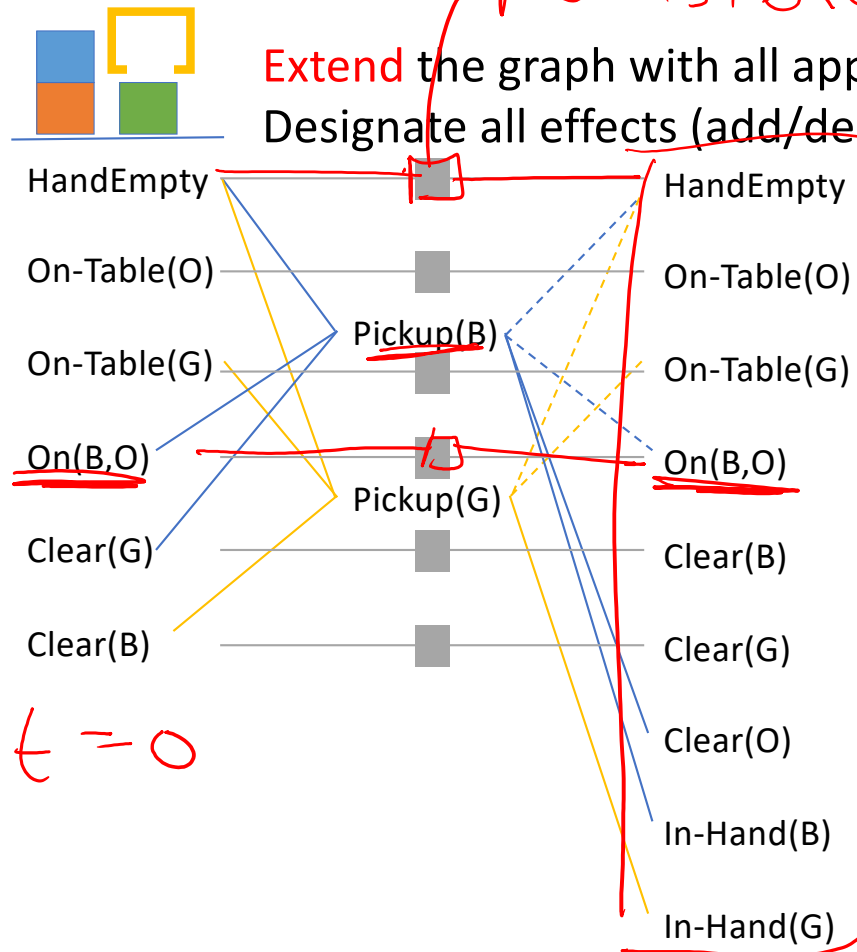 Extend the graph with all app
Designate all effects (add/de
HandEmpty
HandEmpty
On-Table(O)
On-Table(O)
Pickup(B)
On-Table(G)
On-Table(G)
On(B,O)
On(B,O)
Pickup(G)
Clear(G)
Clear(B)
Clear(B)
Clear(G)
t = 0
Clear(O)
In-Hand(B)
In-Hand(G)